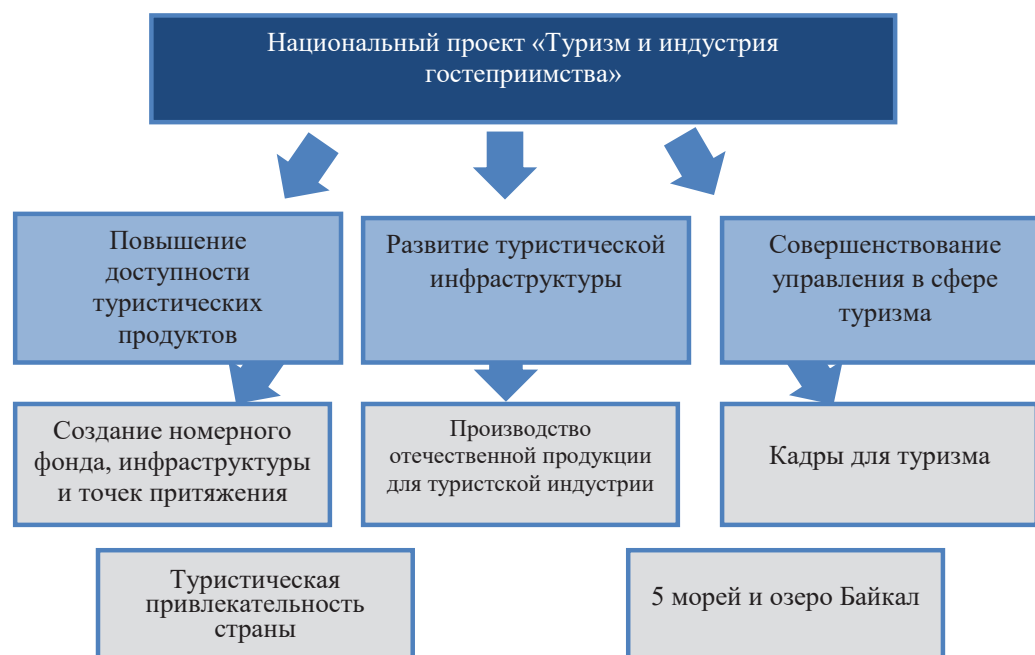 Национальный проект «Туризм и индустрия
гостеприимства»
Повышение
доступности
туристических
продуктов
Развитие туристической
инфраструктуры
Совершенствование
управления в сфере
туризма
Создание номерного
фонда, инфраструктуры
и точек притяжения
Производство
отечественной продукции
для туристской индустрии
Кадры для туризма
Туристическая
привлекательность
страны
5 морей и озеро Байкал